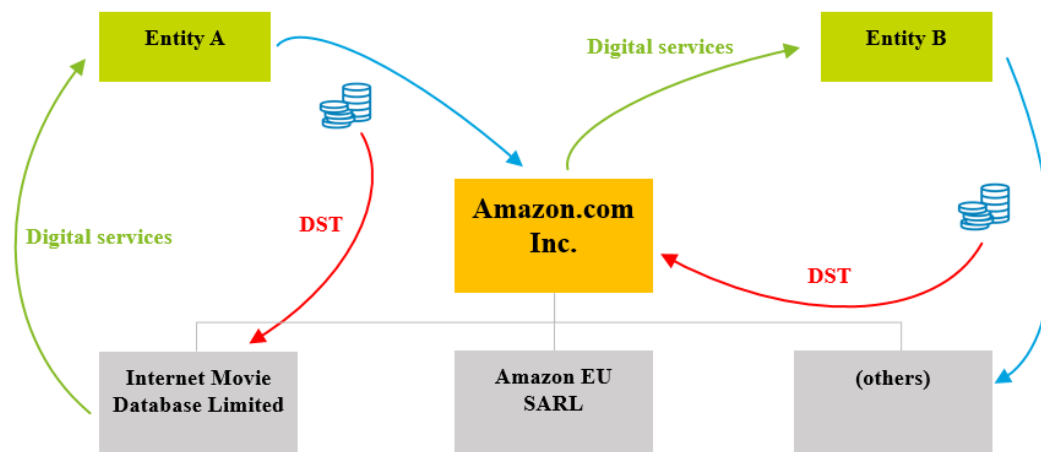 Entity A
Digital services
Entity B
DST
Amazon.com
Inc.
Digital services
DST
Internet Movie
Database Limited
Amazon EU
SARL
(others)